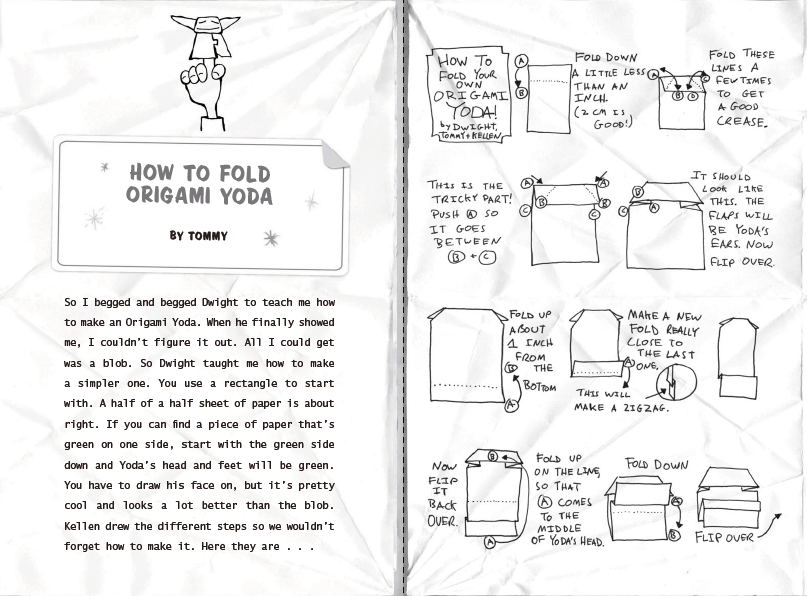 HOW TO FOLD
ORIGAMI YODA
BY TOMMY
So I begged and begged Dwight to teach me how
to make an Origami Yoda. When he finally showed
me, I couldn't figure it out. All I could get
was a blob. So Dwight taught me how to make
a simpler one. You use a rectangle to start
with. A half of a half sheet of paper is about
right. If you can find a piece of paper that's
green on one side, start with the green side
down and Yoda's head and feet will be green.
You have to draw his face on, but it's pretty
cool and looks a lot better than the blob.
Kellen drew the different steps so we wouldn't
forget how to make it. Here they are . . .
HOW TO
FOLD YOUR
OWN
ORIGAMI
YODA!
by DWIGHT,
TOMMY + KELLEN
A
B
FOLD DOWN
A LITTLE LESS
THAN AN
INCH.
(2 CM IS
GOOD!)
A
C
B
D
FOLD THESE
LINES A
FEW TIMES
TO GET
A GOOD
CREASE.
THIS IS THE
TRICKY PART!
PUSH A SO
IT GOES
BETWEEN
B + C
A
A
B
B
C
C
B
C
A
IT SHOULD
LOOK LIKE
THIS. THE
FLAPS WILL
BE YODA'S
EARS. NOW
FLIP OVER.
FOLD UP
ABOUT
1 INCH
FROM
THE
BOTTOM
B
A
MAKE A NEW
FOLD REALLY
CLOSE TO
THE LAST
ONE.
A
THIS WILL
MAKE A ZIGZAG.
NOW
FLIP
IT
BACK
OVER.
B
A
FOLD UP
ON THE LINE,
SO THAT
A COMES
TO THE
MIDDLE
OF YODA'S HEAD.
FOLD DOWN
A
B
FLIP OVER